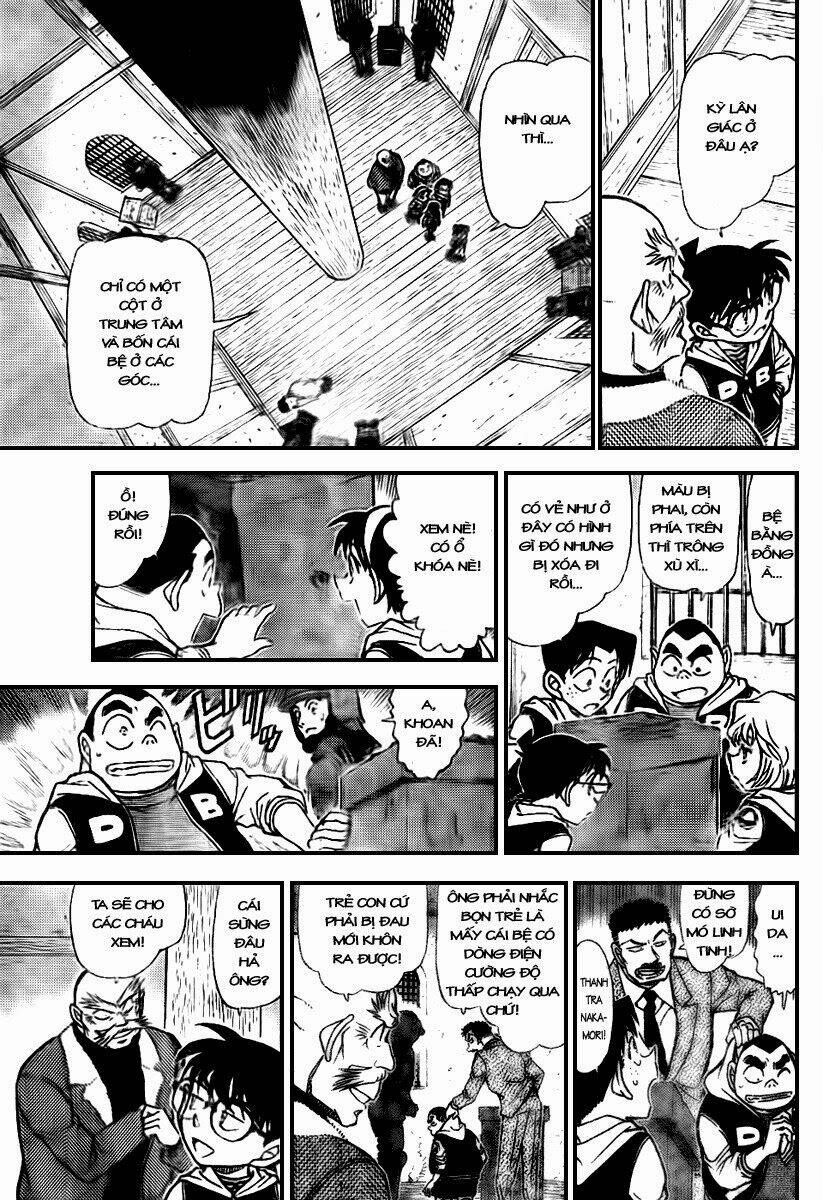 KỲ LÂN
GIÁC Ở
ĐÂU Ạ?
NHÌN QUA
THÌ...
CHỈ CÓ MỘT
CỘT Ở
TRUNG TÂM
VÀ BỐN CÁI
BỆ Ở CÁC
GÓC...
BỆ
BẰNG
ĐỒNG
À...
MÀU BỊ
PHAI, CÒN
PHÍA TRÊN
THÌ TRÔNG
XÙ XÌ...
CÓ VẺ NHƯ Ở
ĐÂY CÓ HÌNH
GÌ ĐÓ NHƯNG
BỊ XÓA ĐI
RỒI...
XEM NÈ!
CÓ Ổ
KHÓA NÈ!
Ồ!
ĐÚNG
RỒI!
A,
KHOAN
ĐÃ!
ビビッ
UI
DA...
ĐỪNG
CÓ SỜ
MÓ LINH
TINH!
THANH
TRA
NAKA-
MORI!
ÔNG PHẢI NHẮC
BỌN TRẺ LÀ
MẤY CÁI BỆ CÓ
DÒNG ĐIỆN
CƯỜNG ĐỘ
THẤP CHẠY QUA
CHỨ!
TRẺ CON CỨ
PHẢI BỊ ĐAU
MỚI KHÔN
RA ĐƯỢC!
CÁI
SỪNG
ĐÂU
HẢ
ÔNG?
TA SẼ CHO
CÁC CHÁU
XEM!
D B
D B
D